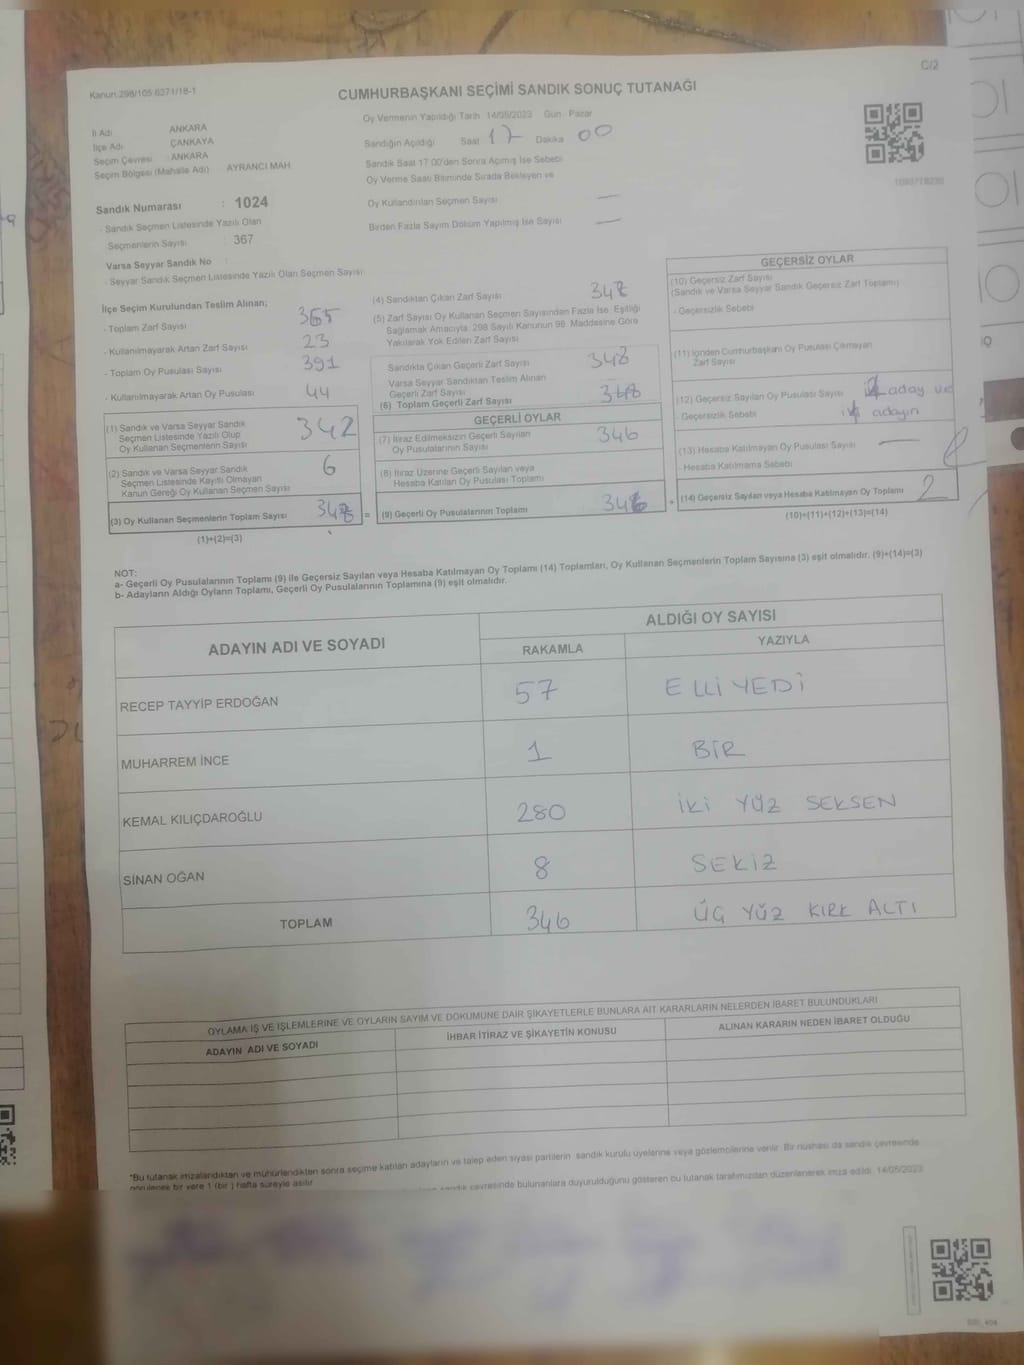 C/2
Kanun:298/105 6271/18-1
CUMHURBAŞKANI SEÇİMİ SANDIK SONUÇ TUTANAĞI
Oy Vermenin Yapıldığı Tarih 14/05/2023 Gün Pazar
İl Adı ANKARA
İlçe Adı ÇANKAYA
Seçim Çevresi : ANKARA
Seçim Bölgesi (Mahalle Adı) AYRANCI MAH.
Sandığın Açıldığı Saat 17 Dakika 00
Sandık Saat 17:00'den Sonra Açmış İse Sebebi
Oy Verme Saati Bitiminde Sırada Bekleyen ve
Oy Kullandırılan Seçmen Sayısı —
Birden Fazla Sayım Döküm Yapılmış İse Sayısı —
Sandık Numarası : 1024
- Sandık Seçmen Listesinde Yazılı Olan
Seçmenlerin Sayısı : 367
Varsa Seyyar Sandık No :
- Seyyar Sandık Seçmen Listesinde Yazılı Olan Seçmen Sayısı
İlçe Seçim Kurulundan Teslim Alınan;
- Toplam Zarf Sayısı 365
- Kullanılmayarak Artan Zarf Sayısı 23
- Toplam Oy Pusulası Sayısı 391
- Kullanılmayarak Artan Oy Pusulası 44
(1) Sandık ve Varsa Seyyar Sandık
Seçmen Listesinde Yazılı Olup
Oy Kullanan Seçmenlerin Sayısı 342
(2) Sandık ve Varsa Seyyar Sandık
Seçmen Listesinde Kayıtlı Olmayan
Kanun Gereği Oy Kullanan Seçmen Sayısı 6
(3) Oy Kullanan Seçmenlerin Toplam Sayısı 348 =
(1)+(2)=(3)
(4) Sandıktan Çıkan Zarf Sayısı 348
(5) Zarf Sayısı Oy Kullanan Seçmen Sayısından Fazla İse, Eşitliği
Sağlamak Amacıyla, 298 Sayılı Kanunun 98. Maddesine Göre
Yakılarak Yok Edilen Zarf Sayısı
Sandıkta Çıkan Geçerli Zarf Sayısı 348
Varsa Seyyar Sandıktan Teslim Alınan
Geçerli Zarf Sayısı
(6) Toplam Geçerli Zarf Sayısı 348
GEÇERLİ OYLAR
(7) İtiraz Edilmeksizin Geçerli Sayılan
Oy Pusulalarının Sayısı 346
(8) İtiraz Üzerine Geçerli Sayılan veya
Hesaba Katılan Oy Pusulası Toplamı
(9) Geçerli Oy Pusulalarının Toplamı 346 +
GEÇERSİZ OYLAR
(10) Geçersiz Zarf Sayısı
(Sandık ve Varsa Seyyar Sandık Geçersiz Zarf Toplamı)
- Geçersizlik Sebebi
(11) İçinden Cumhurbaşkanı Oy Pusulası Çıkmayan
Zarf Sayısı
(12) Geçersiz Sayılan Oy Pusulası Sayısı aday ve
Geçersizlik Sebebi adayın
(13) Hesaba Katılmayan Oy Pusulası Sayısı —
- Hesaba Katılmama Sebebi
(14) Geçersiz Sayılan veya Hesaba Katılmayan Oy Toplamı 2
(10)+(11)+(12)+(13)=(14)
NOT:
a- Geçerli Oy Pusulalarının Toplamı (9) ile Geçersiz Sayılan veya Hesaba Katılmayan Oy Toplamı (14) Toplamları, Oy Kullanan Seçmenlerin Toplam Sayısına (3) eşit olmalıdır. (9)+(14)=(3)
b- Adayların Aldığı Oyların Toplamı, Geçerli Oy Pusulalarının Toplamına (9) eşit olmalıdır.
ADAYIN ADI VE SOYADI
ALDIĞI OY SAYISI
RAKAMLA YAZIYLA
RECEP TAYYİP ERDOĞAN 57 ELLİ YEDİ
MUHARREM İNCE 1 BİR
KEMAL KILIÇDAROĞLU 280 İKİ YÜZ SEKSEN
SİNAN OĞAN 8 SEKİZ
TOPLAM 346 ÜÇ YÜZ KIRK ALTI
OYLAMA İŞ VE İŞLEMLERİNE VE OYLARIN SAYIM VE DÖKÜMÜNE DAİR ŞİKAYETLERLE BUNLARA AİT KARARLARIN NELERDEN İBARET BULUNDUKLARI
ADAYIN ADI VE SOYADI İHBAR İTİRAZ VE ŞİKAYETİN KONUSU ALINAN KARARIN NEDEN İBARET OLDUĞU
*Bu tutanak imzalandıktan ve mühürlendikten sonra seçime katılan adayların ve talep eden siyasi partilerin sandık kurulu üyelerine veya gözlemcilerine verilir. Bir nüshası da sandık çevresinde
görülecek bir yere 1 (bir) hafta süreyle asılır.
sandık çevresinde bulunanlara duyurulduğunu gösteren bu tutanak tarafımızdan düzenlenerek imza edildi. 14/05/2023